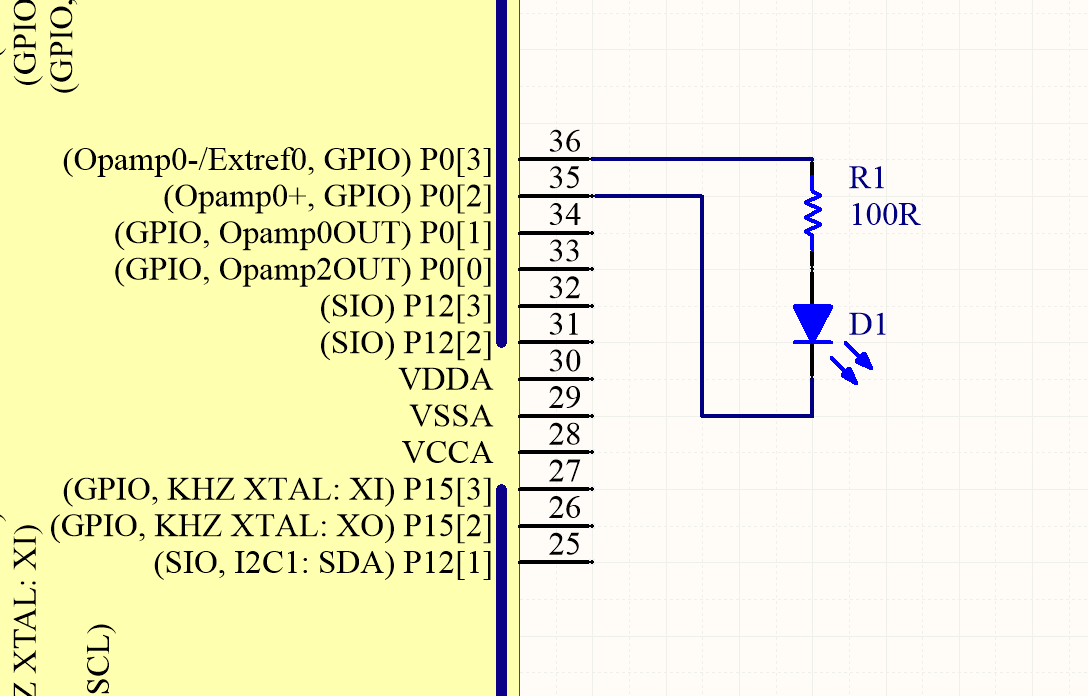 (GPIO,
(GPIO,
36
(Opamp0-/Extref0, GPIO) P0[3]
35
(Opamp0+, GPIO) P0[2]
34
(GPIO, Opamp0OUT) P0[1]
33
(GPIO, Opamp2OUT) P0[0]
32
(SIO) P12[3]
31
(SIO) P12[2]
30
VDDA
29
VSSA
28
VCCA
27
(GPIO, KHZ XTAL: XI) P15[3]
26
(GPIO, KHZ XTAL: XO) P15[2]
25
(SIO, I2C1: SDA) P12[1]
R1
100R
D1
Z XTAL: XI)
SCL)